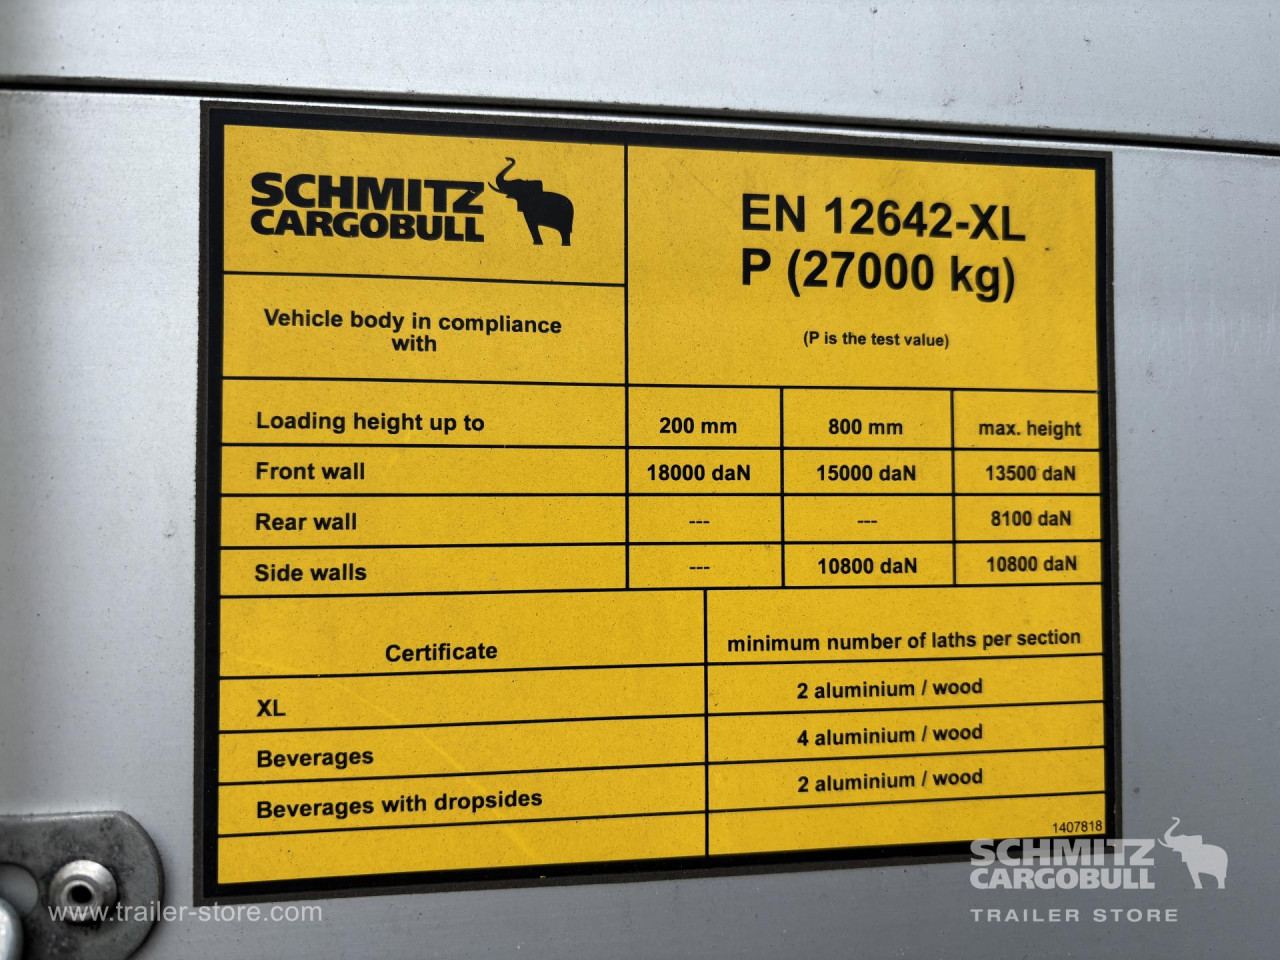 SCHMITZ
CARGOBULL
EN 12642-XL
P (27000 kg)
(P is the test value)
Vehicle body in compliance
with
Loading height up to 200 mm 800 mm max. height
Front wall 18000 daN 15000 daN 13500 daN
Rear wall --- --- 8100 daN
Side walls --- 10800 daN 10800 daN
Certificate minimum number of laths per section
XL 2 aluminium / wood
Beverages 4 aluminium / wood
Beverages with dropsides 2 aluminium / wood
1407818
SCHMITZ
CARGOBULL
TRAILER STORE
www.trailer-store.com